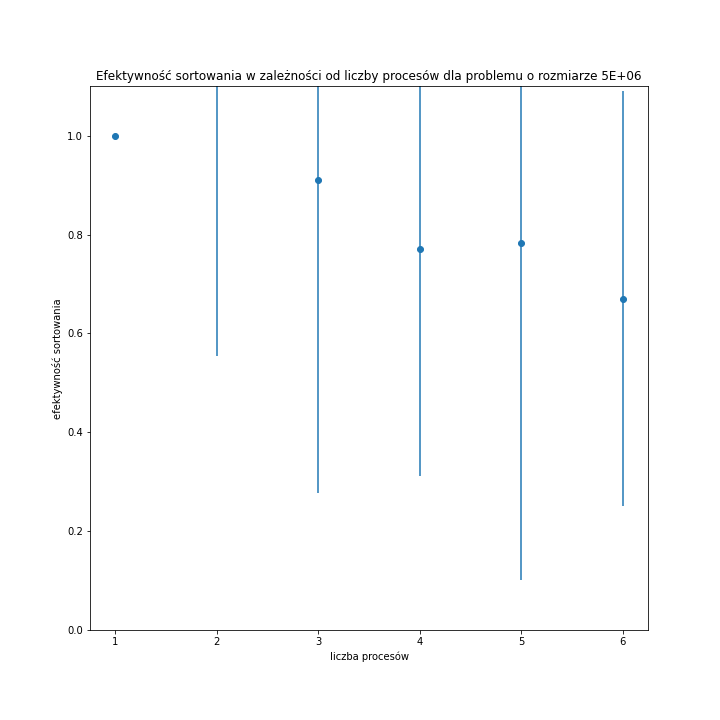 Efektywność sortowania w zależności od liczby procesów dla problemu o rozmiarze 5E+06
1.0
0.8
0.6
0.4
0.2
0.0
efektywność sortowania
1 2 3 4 5 6
liczba procesów